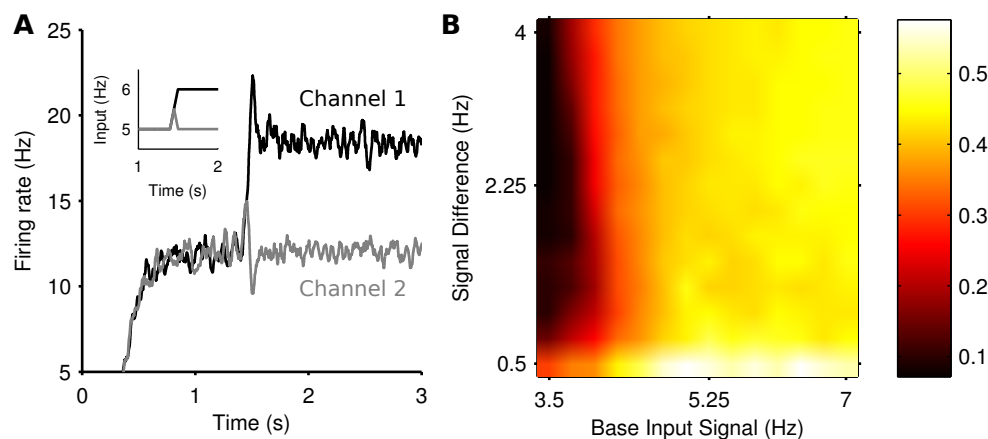 A
Firing rate (Hz)
25
20
15
10
5
0
1
2
3
Time (s)
Channel 1
Channel 2
Input (Hz)
6
5
1
2
Time (s)
B
Signal Difference (Hz)
4
2.25
0.5
3.5
5.25
7
Base Input Signal (Hz)
0.5
0.4
0.3
0.2
0.1